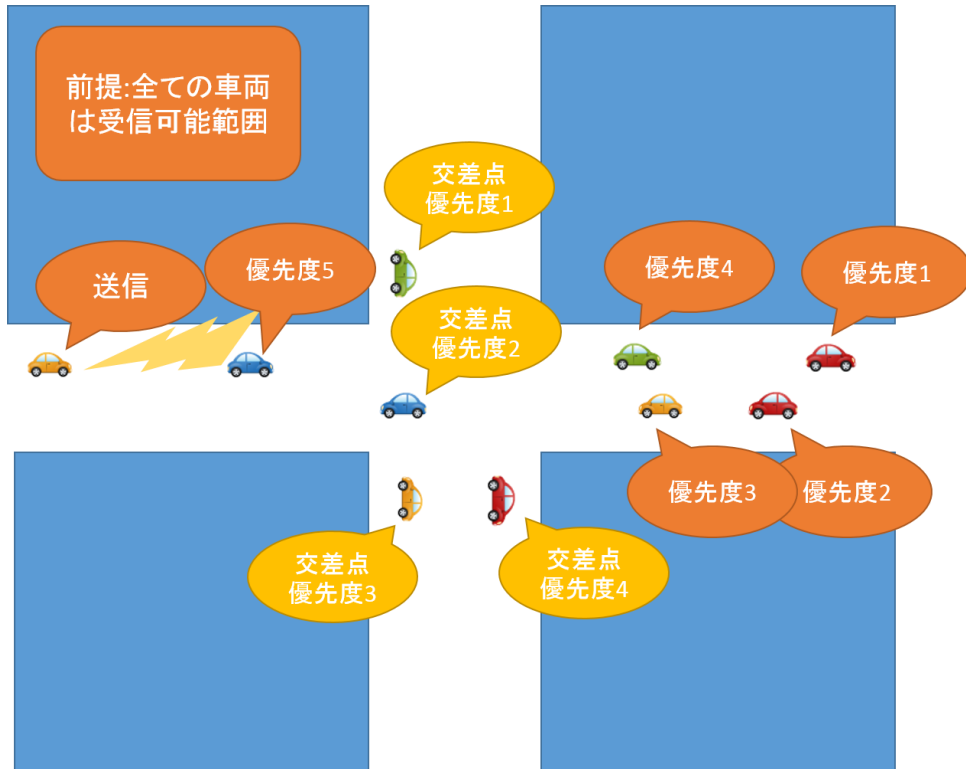 前提:全ての車両
は受信可能範囲
交差点
優先度1
送信
優先度5
優先度4
優先度1
交差点
優先度2
優先度3
優先度2
交差点
優先度3
交差点
優先度4